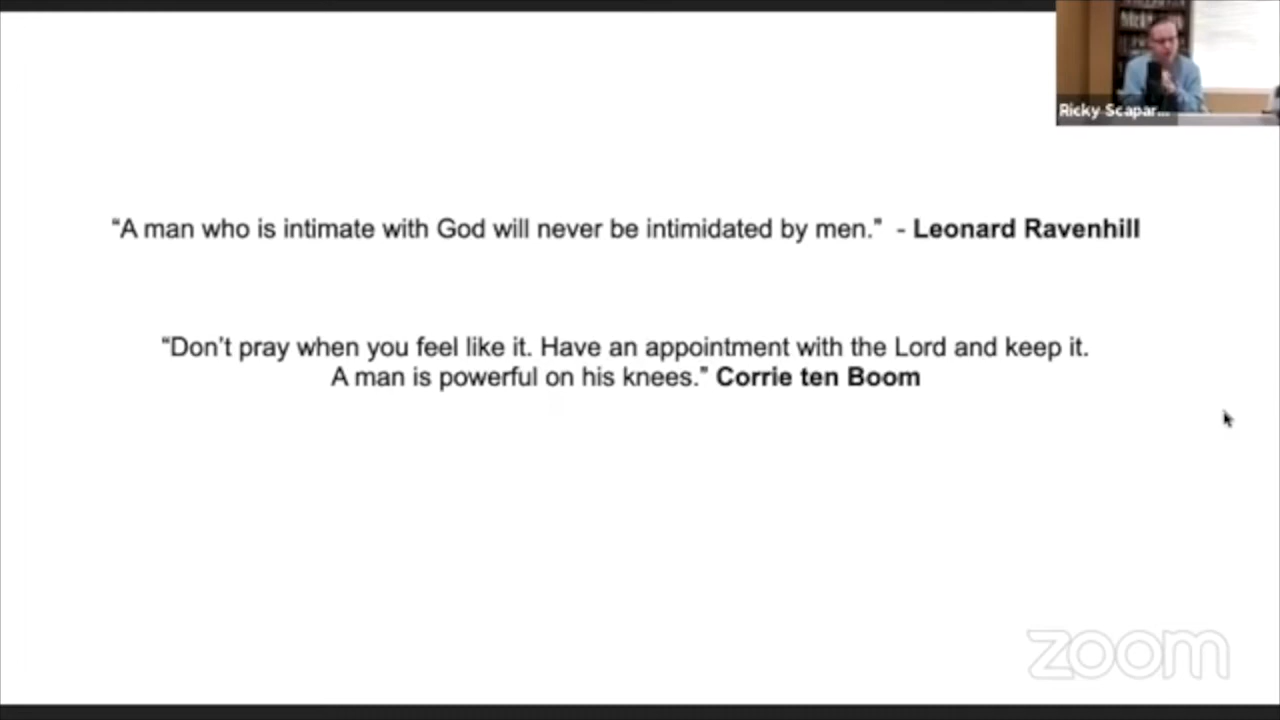 Ricky Scapar...
“A man who is intimate with God will never be intimidated by men.”  - Leonard Ravenhill
“Don’t pray when you feel like it. Have an appointment with the Lord and keep it.
A man is powerful on his knees.” Corrie ten Boom
zoom